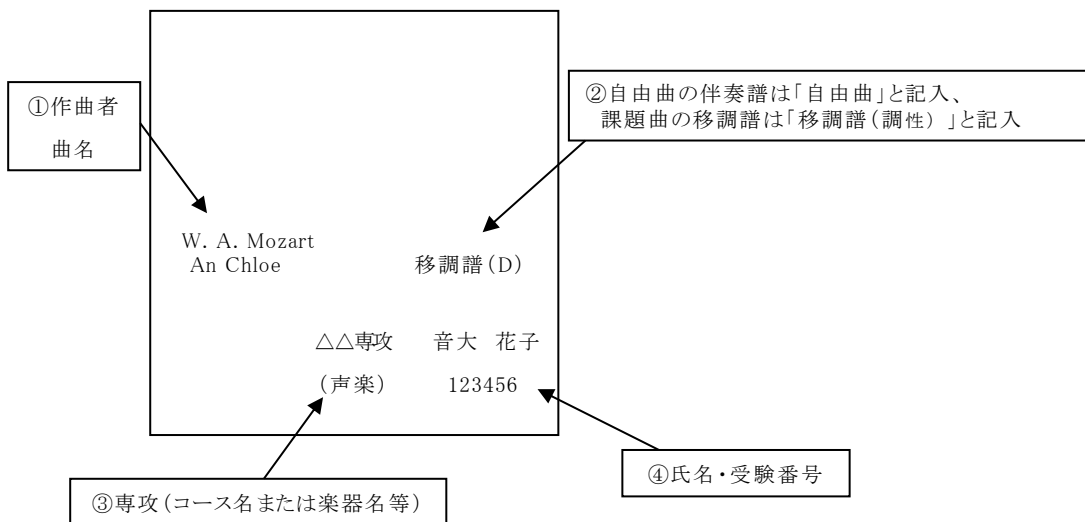 ①作曲者
曲名
②自由曲の伴奏譜は「自由曲」と記入、
課題曲の移調譜は「移調譜(調性) 」と記入
W. A. Mozart
An Chloe
移調譜(D)
△△専攻 音大 花子
(声楽) 123456
③専攻(コース名または楽器名等)
④氏名・受験番号